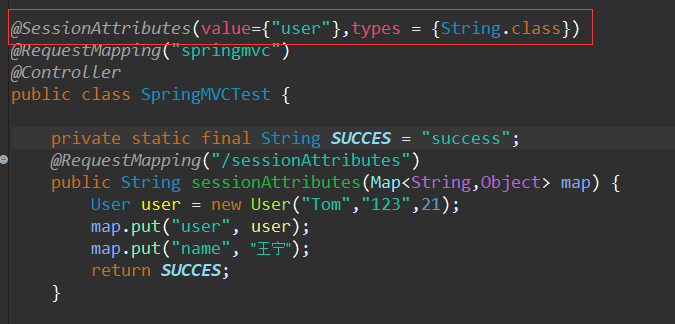 @SessionAttributes(value={"user"},types = {String.class})
@RequestMapping("springmvc")
@Controller
public class SpringMVCTest {
private static final String SUCCES = "success";
@RequestMapping("/sessionAttributes")
public String sessionAttributes(Map<String,Object> map) {
User user = new User("Tom","123",21);
map.put("user", user);
map.put("name", "王宁");
return SUCCES;
}